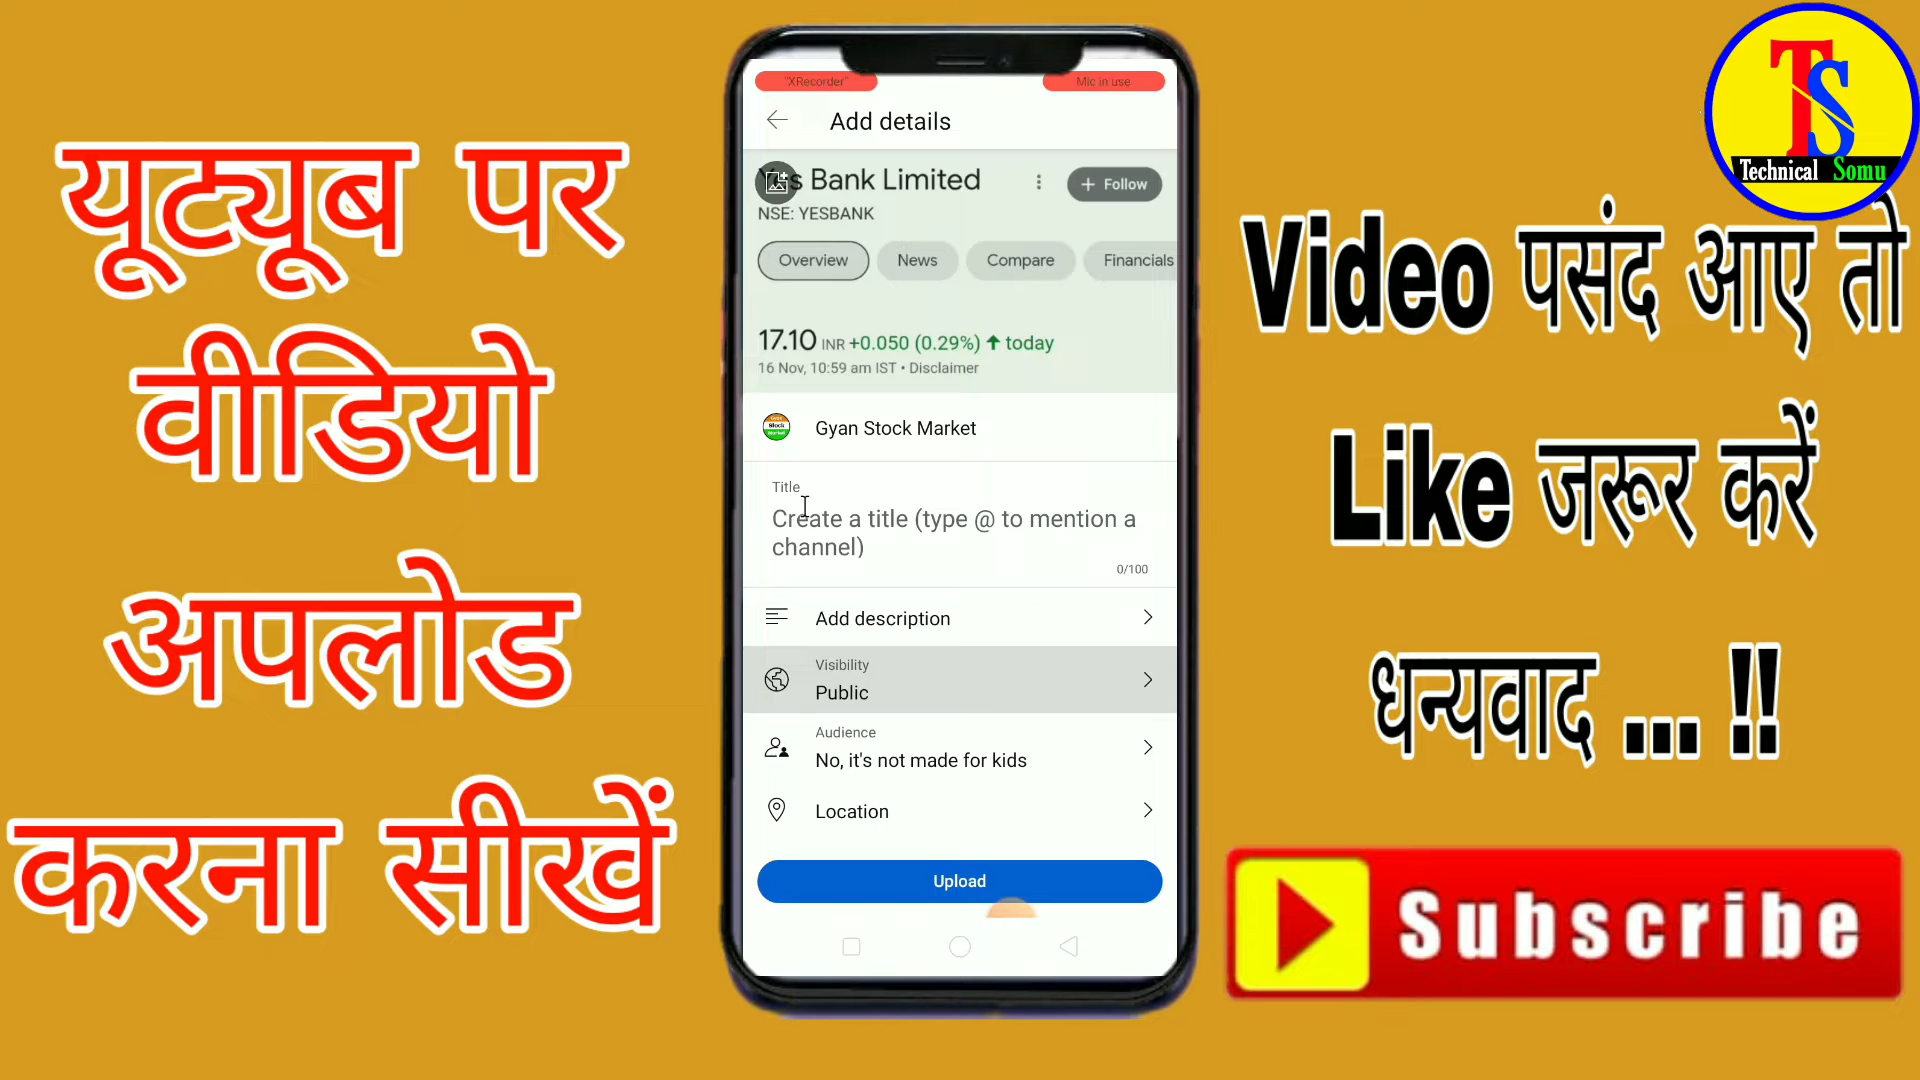 यूट्यूब पर
वीडियो
अपलोड
करना सीखें
"XRecorder"
Mic in use
Add details
Bank Limited
Follow
NSE: YESBANK
Overview
News
Compare
Financials
17.10 INR +0.050 (0.29%) ↑ today
16 Nov, 10:59 am IST • Disclaimer
Gyan Stock Market
Title
Create a title (type @ to mention a
channel)
0/100
Add description
Visibility
Public
Audience
No, it's not made for kids
Location
Upload
TS
Technical Somu
Video पसंद आए तो
Like जरूर करें
धन्यवाद ... !!
Subscribe